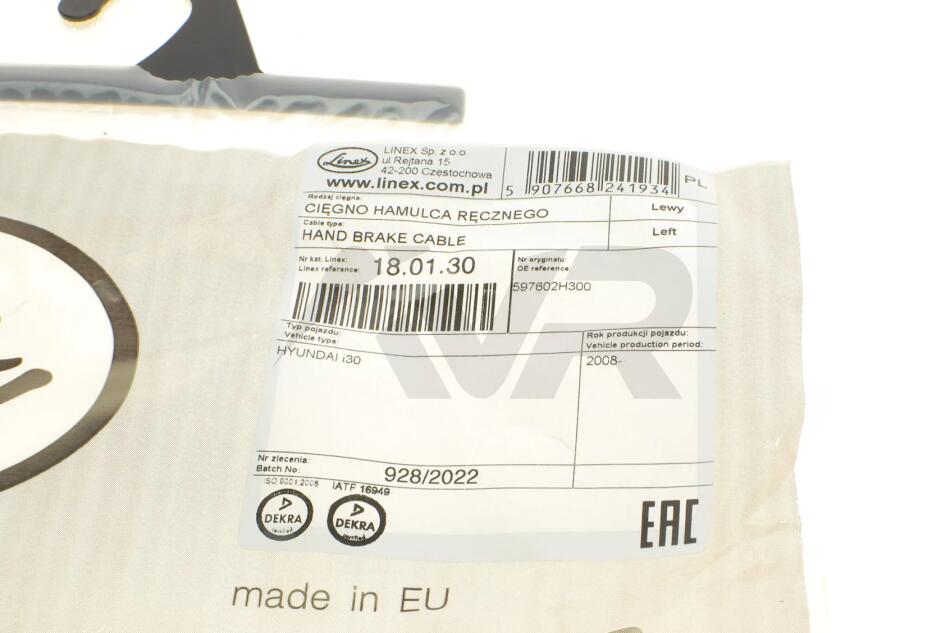 Linex
LINEX Sp. z o.o.
ul Rejtana 15
42-200 Częstochowa
www.linex.com.pl
5 907668 241934
PL
Rodzaj cięgna:
CIĘGNO HAMULCA RĘCZNEGO
Lewy
Cable type:
HAND BRAKE CABLE
Left
Nr kat. Linex:
Linex reference:
18.01.30
Nr oryginału:
OE reference:
597602H300
Typ pojazdu:
Vehicle type:
HYUNDAI i30
Rok produkcji pojazdu:
Vehicle production period:
2008-
Nr zlecenia:
Batch No:
928/2022
ISO 9001:2008
IATF 16949
DEKRA
certified
DEKRA
certified
EAC
RVR
made in EU